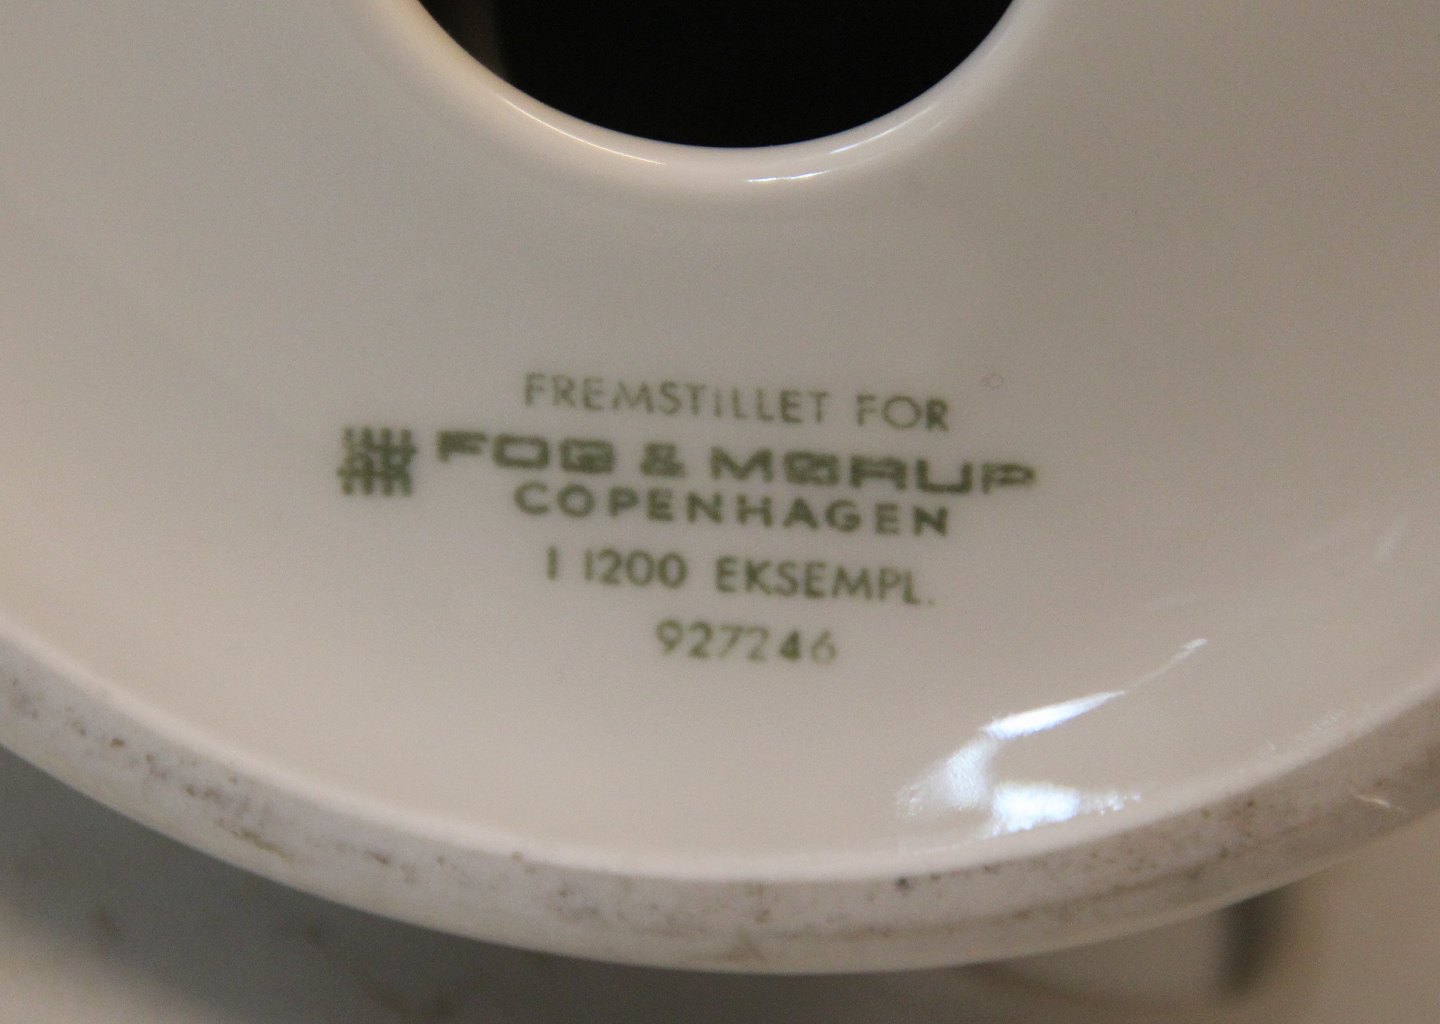 FREMSTILLET FOR
FOG & MØRUP
COPENHAGEN
I 1200 EKSEMPL.
927246